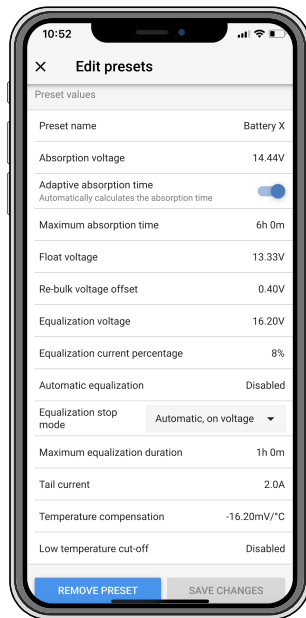 10:52
× Edit presets
Preset values
Preset name Battery X
Absorption voltage 14.44V
Adaptive absorption time
Automatically calculates the absorption time
Maximum absorption time 6h 0m
Float voltage 13.33V
Re-bulk voltage offset 0.40V
Equalization voltage 16.20V
Equalization current percentage 8%
Automatic equalization Disabled
Equalization stop
mode Automatic, on voltage
Maximum equalization duration 1h 0m
Tail current 2.0A
Temperature compensation -16.20mV/°C
Low temperature cut-off Disabled
REMOVE PRESET SAVE CHANGES